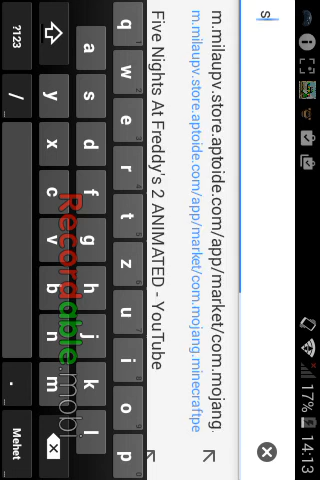 17% 14:13
s
m.milaupv.store.aptoide.com/app/market/com.mojang.
m.milaupv.store.aptoide.com/app/market/com.mojang.minecraftpe
Five Nights At Freddy's 2 ANIMATED - YouTube
q w e r t z u i o p
a s d f g h j k l
y x c v b n m
?123 / . Mehet
Recordable.mobi